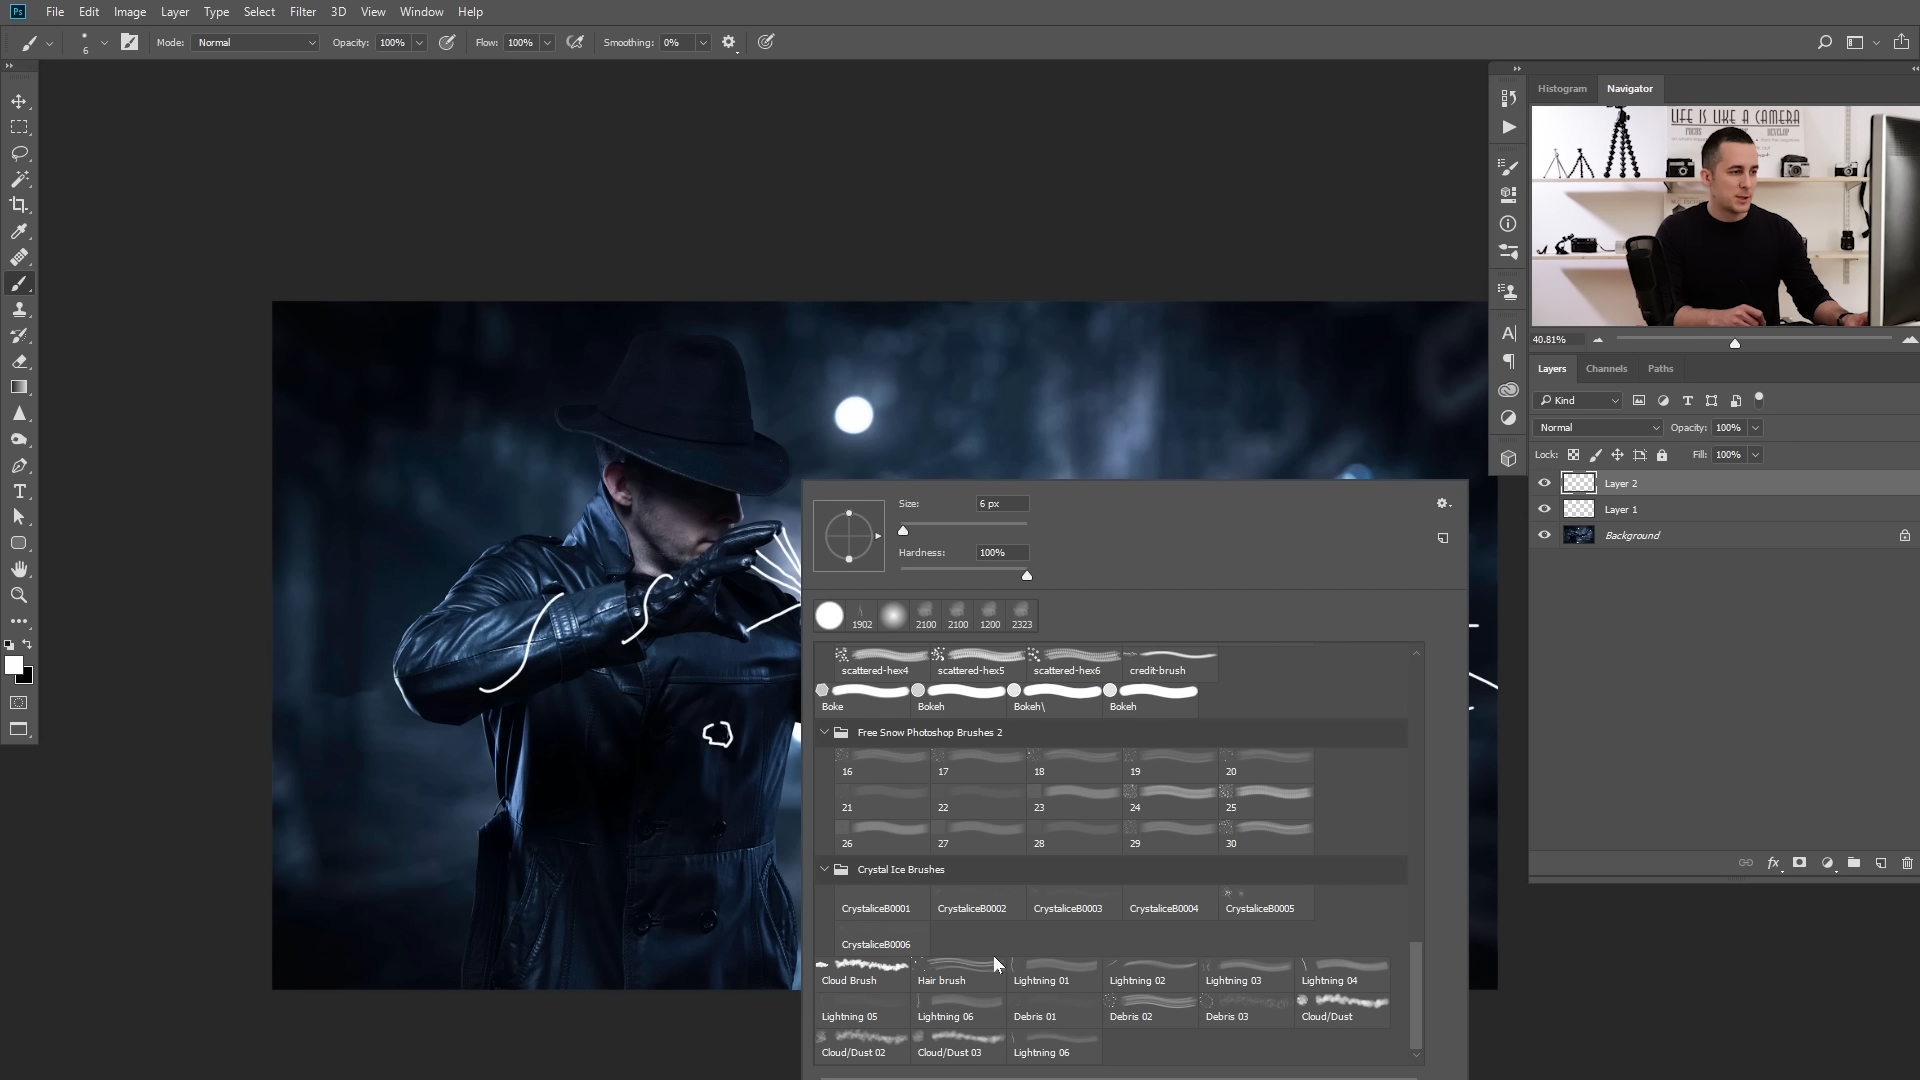 Ps File Edit Image Layer Type Select Filter 3D View Window Help
6 Mode: Normal Opacity: 100% Flow: 100% Smoothing: 0%
Histogram Navigator
LIFE IS LIKE A CAMERA
FOCUS DEVELOP
40.81%
Layers Channels Paths
Kind
Normal Opacity: 100%
Lock: Fill: 100%
Layer 2
Layer 1
Background
Size: 6 px
Hardness: 100%
1902 2100 2100 1200 2323
scattered-hex4 scattered-hex5 scattered-hex6 credit-brush
Boke Bokeh Bokeh\ Bokeh
Free Snow Photoshop Brushes 2
16 17 18 19 20
21 22 23 24 25
26 27 28 29 30
Crystal Ice Brushes
CrystaliceB0001 CrystaliceB0002 CrystaliceB0003 CrystaliceB0004 CrystaliceB0005
CrystaliceB0006
Cloud Brush Hair brush Lightning 01 Lightning 02 Lightning 03 Lightning 04
Lightning 05 Lightning 06 Debris 01 Debris 02 Debris 03 Cloud/Dust
Cloud/Dust 02 Cloud/Dust 03 Lightning 06